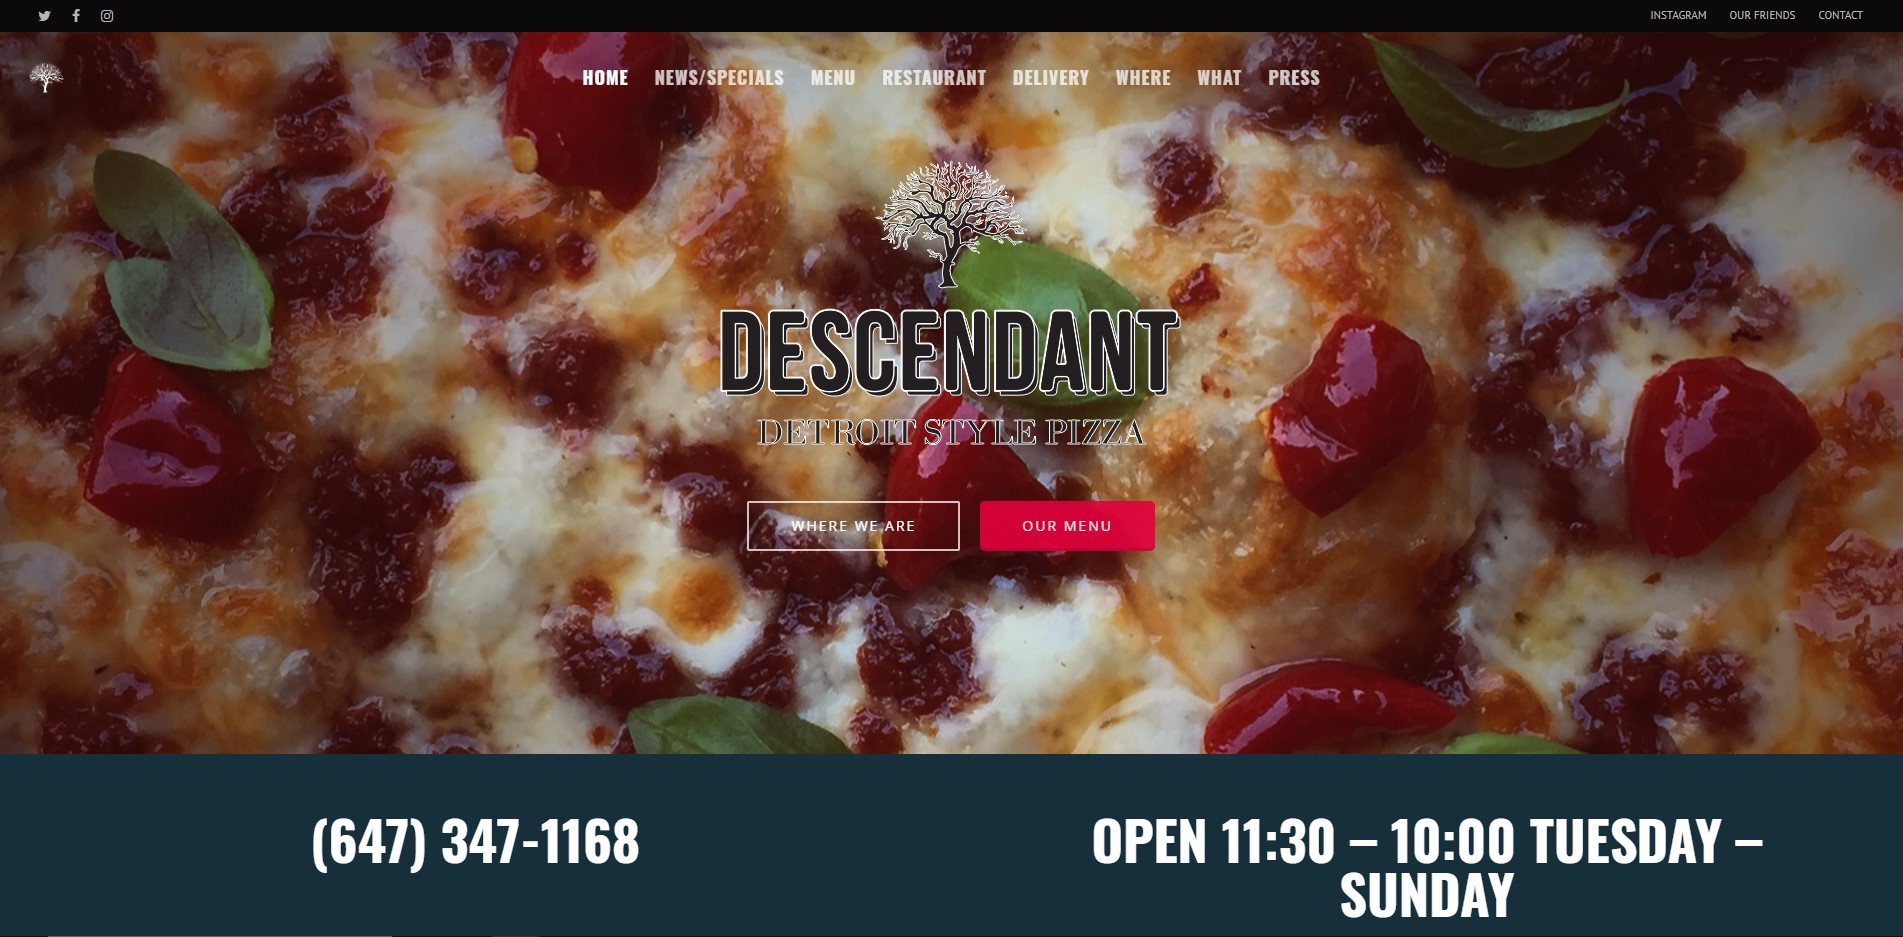 INSTAGRAM OUR FRIENDS CONTACT
HOME NEWS/SPECIALS MENU RESTAURANT DELIVERY WHERE WHAT PRESS
DESCENDANT
DETROIT STYLE PIZZA
WHERE WE ARE OUR MENU
(647) 347-1168
OPEN 11:30 – 10:00 TUESDAY –
SUNDAY